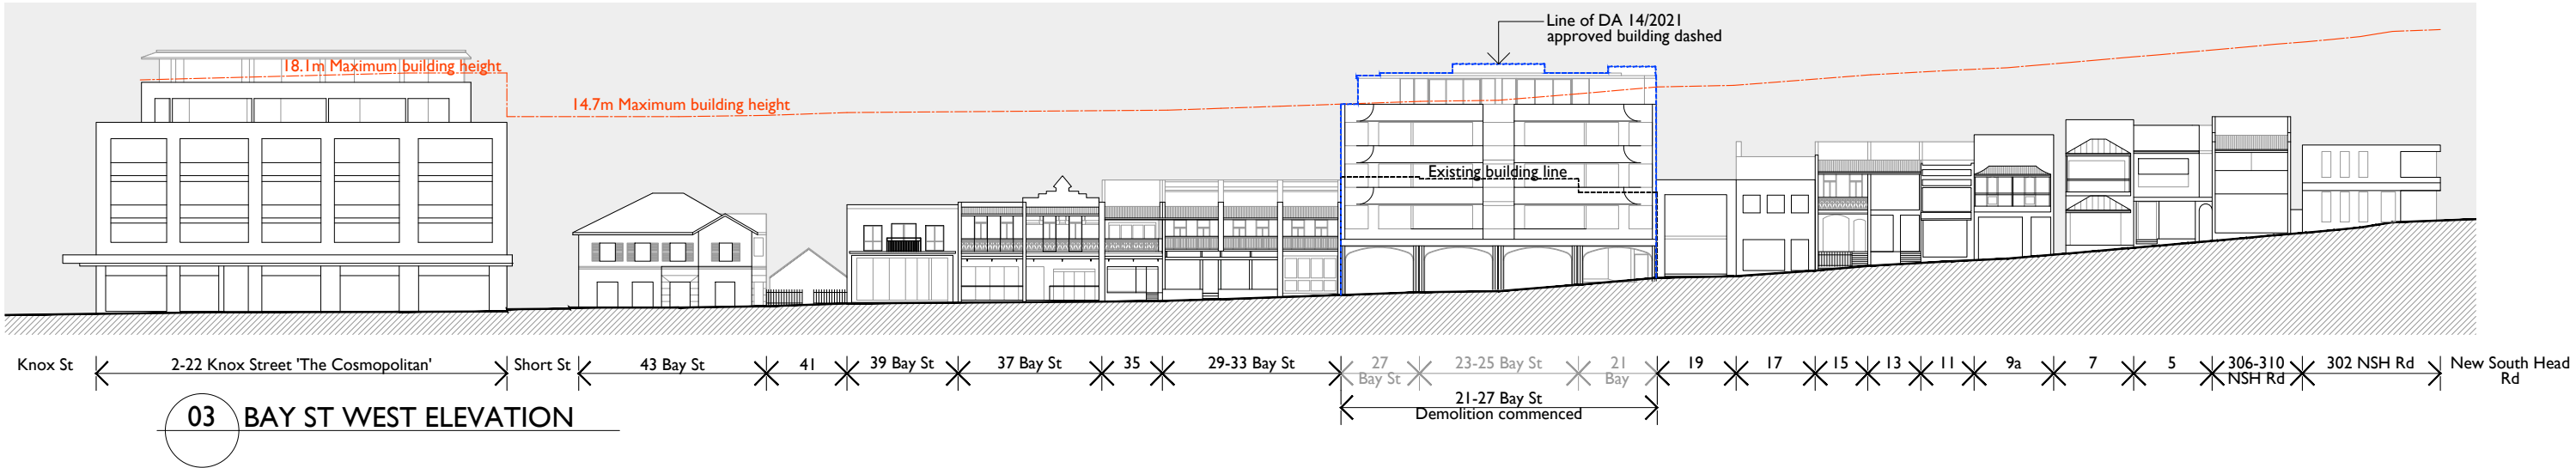 Line of DA 14/2021
approved building dashed
18.1m Maximum building height
14.7m Maximum building height
Existing building line
Knox St
2-22 Knox Street 'The Cosmopolitan'
Short St
43 Bay St
41
39 Bay St
37 Bay St
35
29-33 Bay St
27
Bay St
23-25 Bay St
21
Bay
19
17
15
13
11
9a
7
5
306-310
NSH Rd
302 NSH Rd
New South Head
Rd
21-27 Bay St
Demolition commenced
03 BAY ST WEST ELEVATION